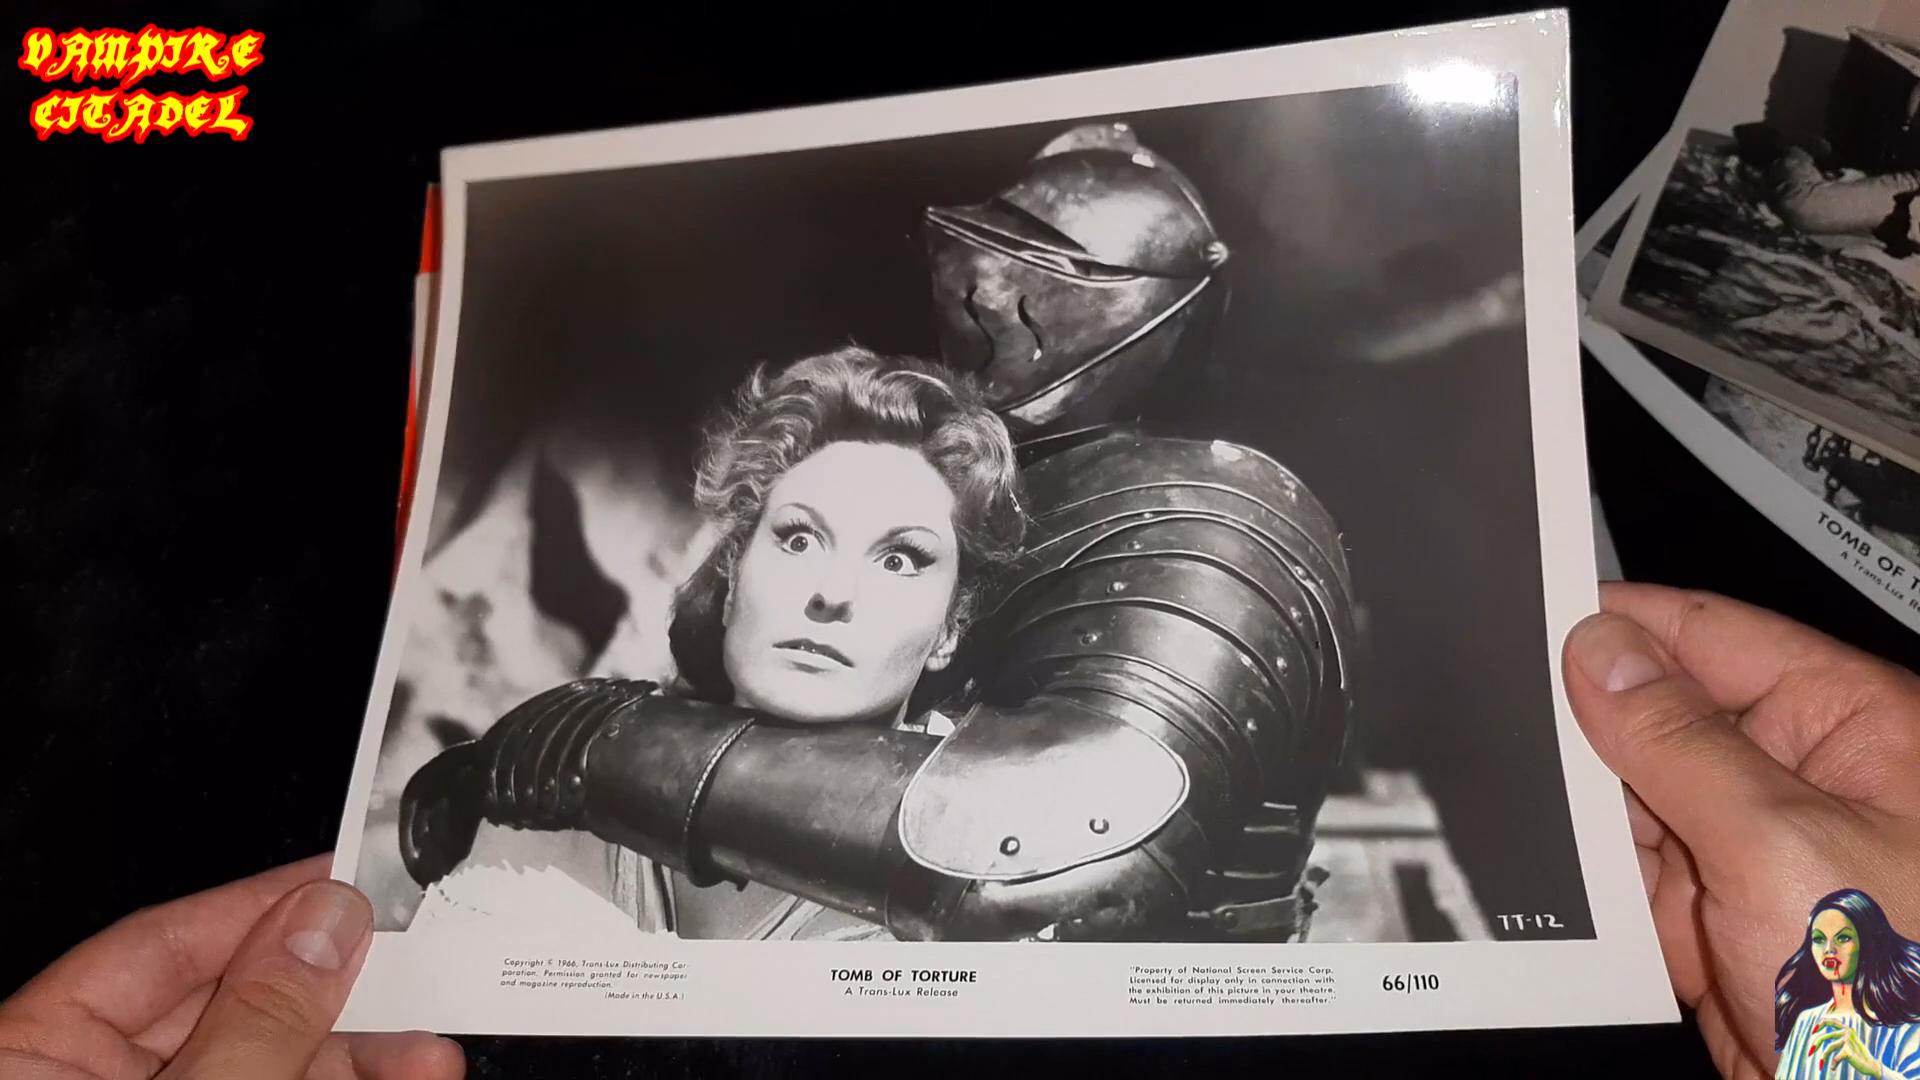 VAMPIRE
CITADEL
TT-12
Copyright © 1966, Trans-Lux Distributing Cor-
poration. Permission granted for newspaper
and magazine reproduction.
(Made in the U.S.A.)
TOMB OF TORTURE
A Trans-Lux Release
"Property of National Screen Service Corp.
Licensed for display only in connection with
the exhibition of this picture in your theatre.
Must be returned immediately thereafter."
66/110
TOMB OF
A Trans-Lux